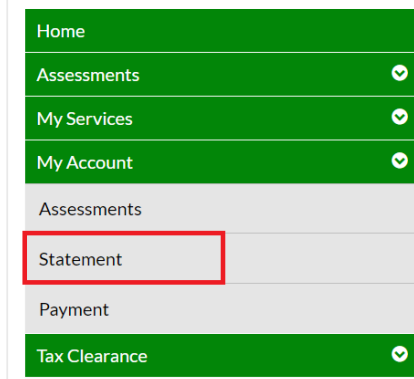 Home
Assessments
My Services
My Account
Assessments
Statement
Payment
Tax Clearance